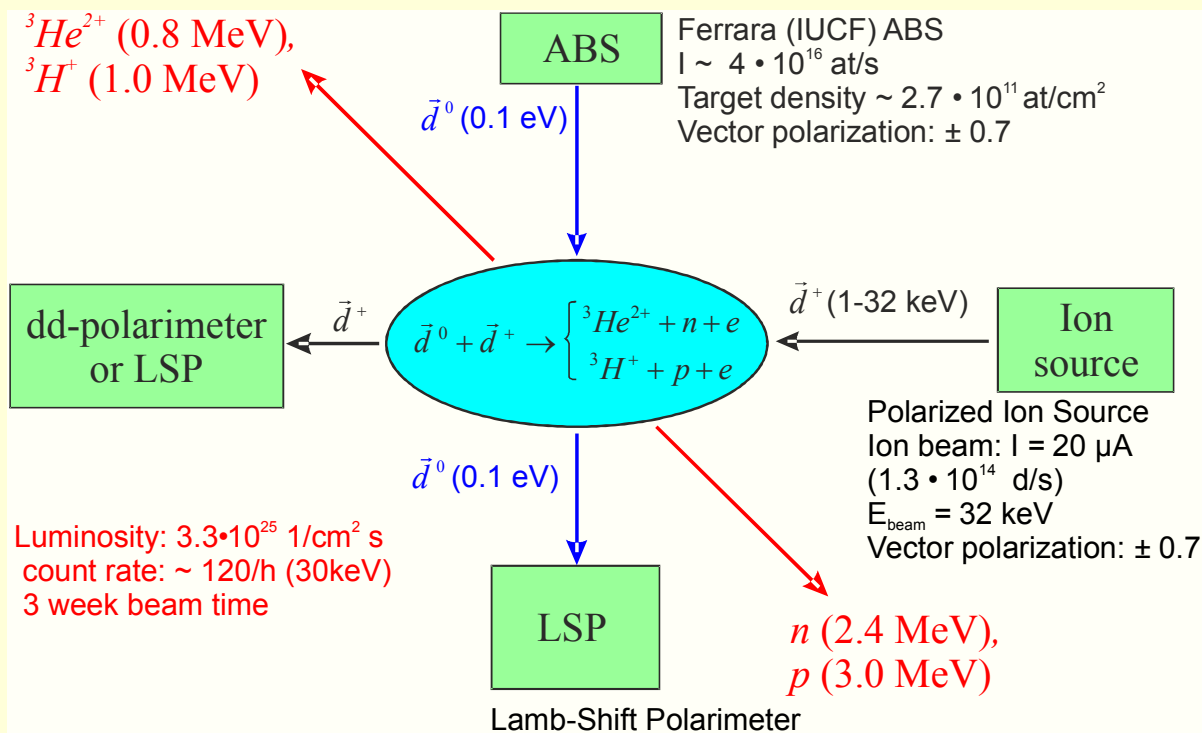 ³He²⁺ (0.8 MeV),
³H⁺ (1.0 MeV)
ABS
Ferrara (IUCF) ABS
I ~ 4 • 10¹⁶ at/s
Target density ~ 2.7 • 10¹¹ at/cm²
Vector polarization: ± 0.7
d⃗⁰ (0.1 eV)
dd-polarimeter
or LSP
d⃗⁺
d⃗⁰ + d⃗⁺ → { ³He²⁺ + n + e
³H⁺ + p + e
d⃗⁺ (1-32 keV)
Ion
source
Polarized Ion Source
Ion beam: I = 20 µA
(1.3 • 10¹⁴ d/s)
E_beam = 32 keV
Vector polarization: ± 0.7
d⃗⁰ (0.1 eV)
Luminosity: 3.3•10²⁵ 1/cm² s
count rate: ~ 120/h (30keV)
3 week beam time
LSP
Lamb-Shift Polarimeter
n (2.4 MeV),
p (3.0 MeV)